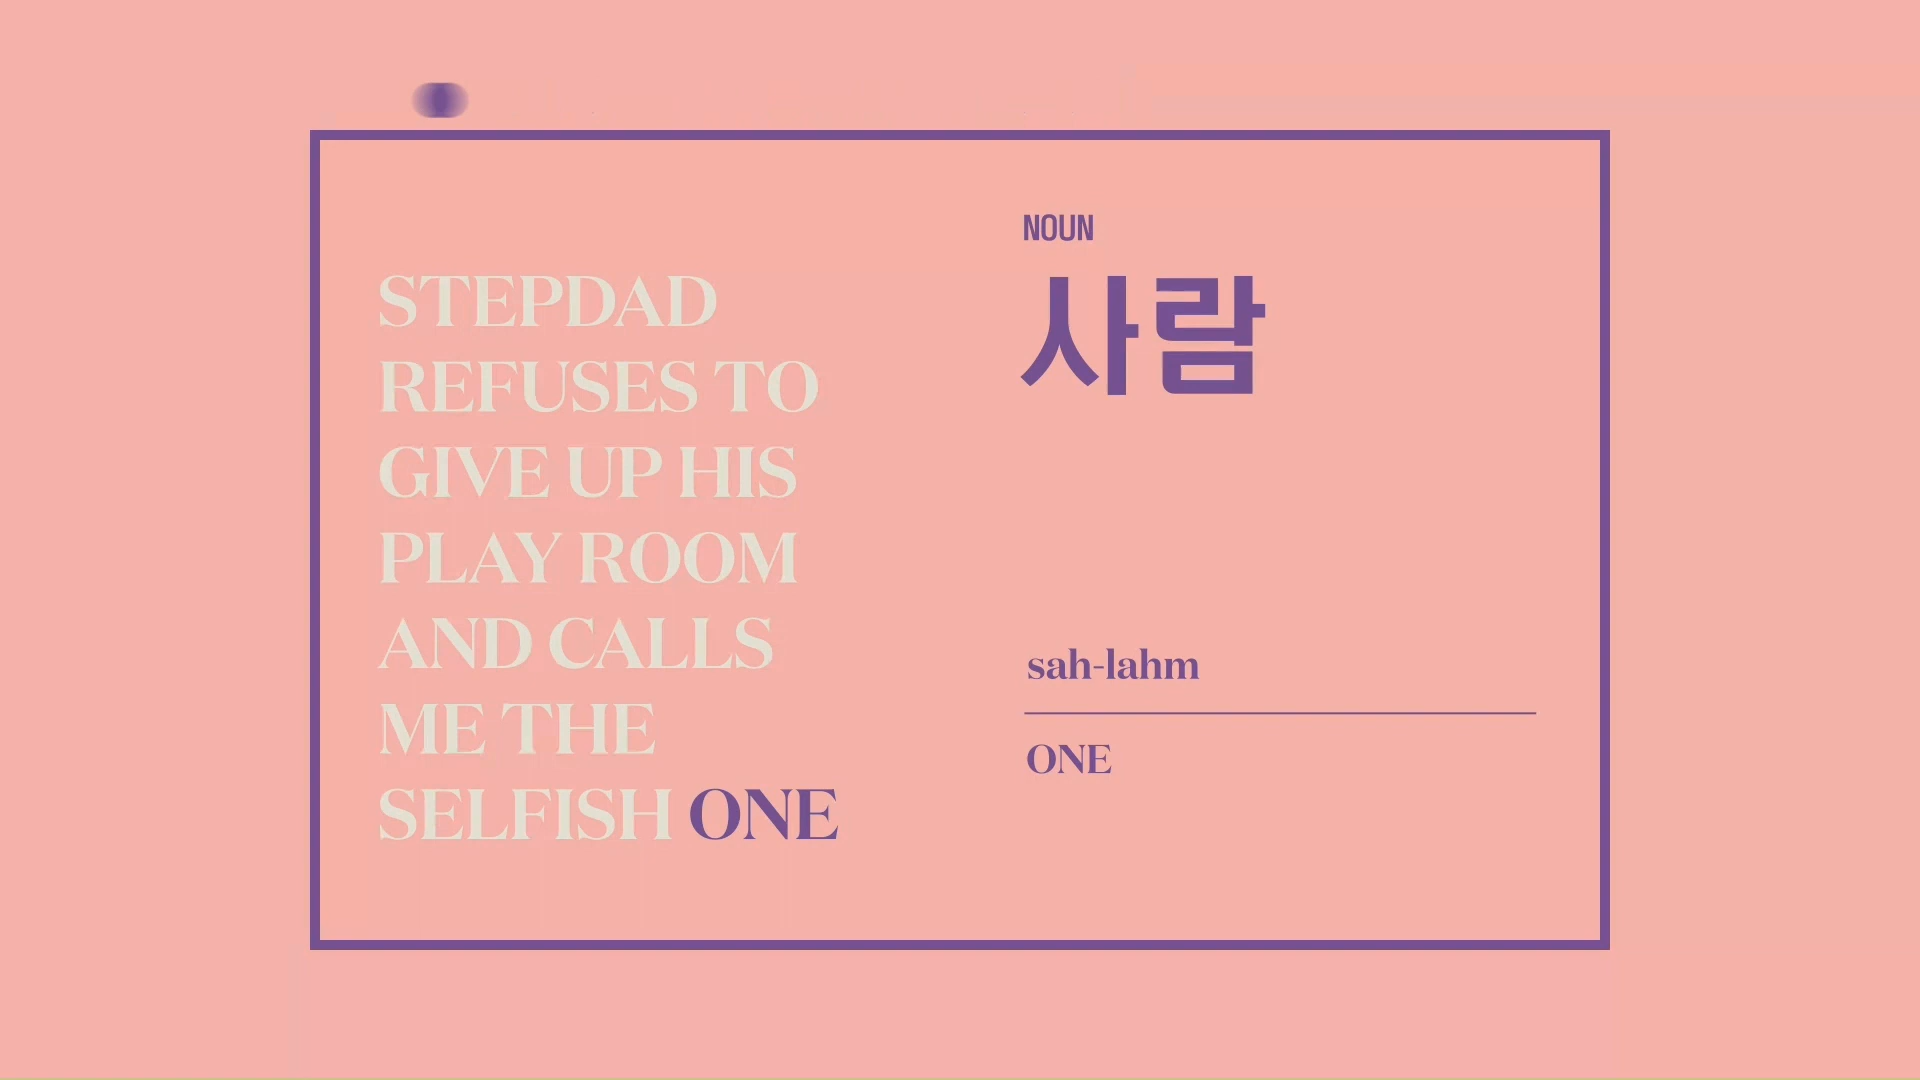 STEPDAD
REFUSES TO
GIVE UP HIS
PLAY ROOM
AND CALLS
ME THE
SELFISH ONE
NOUN
사람
sah-lahm
ONE